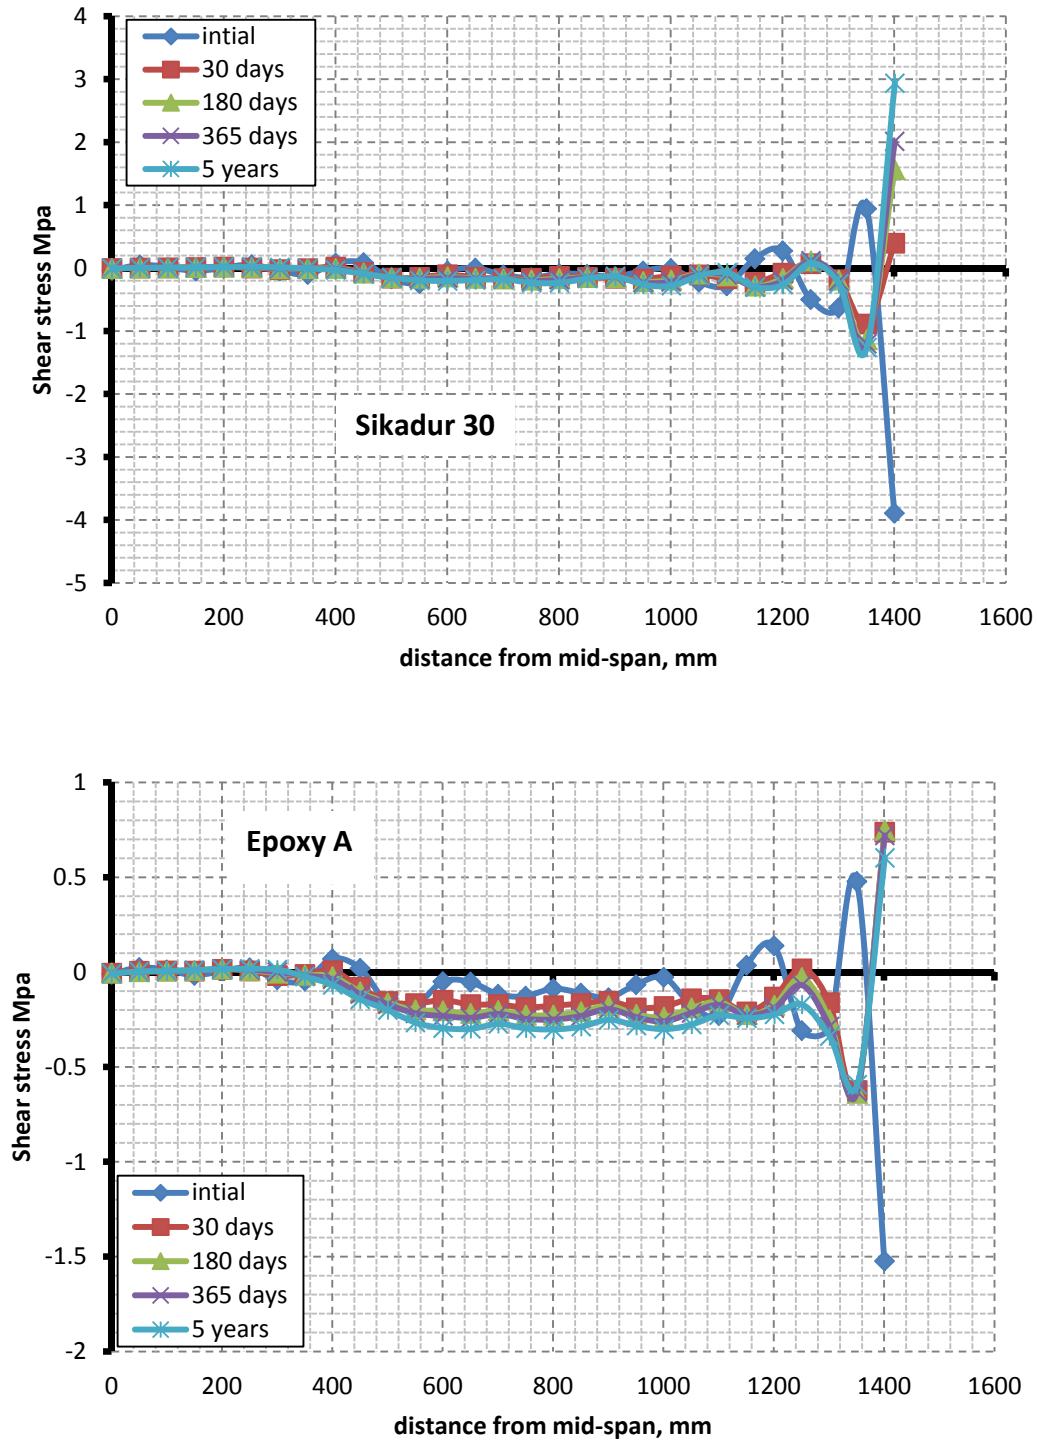 4
3
2
1
0
-1
-2
-3
-4
-5
Shear stress Mpa
intial
30 days
180 days
365 days
5 years
Sikadur 30
0 200 400 600 800 1000 1200 1400 1600
distance from mid-span, mm
1
0.5
0
-0.5
-1
-1.5
-2
Shear stress Mpa
Epoxy A
intial
30 days
180 days
365 days
5 years
0 200 400 600 800 1000 1200 1400 1600
distance from mid-span, mm